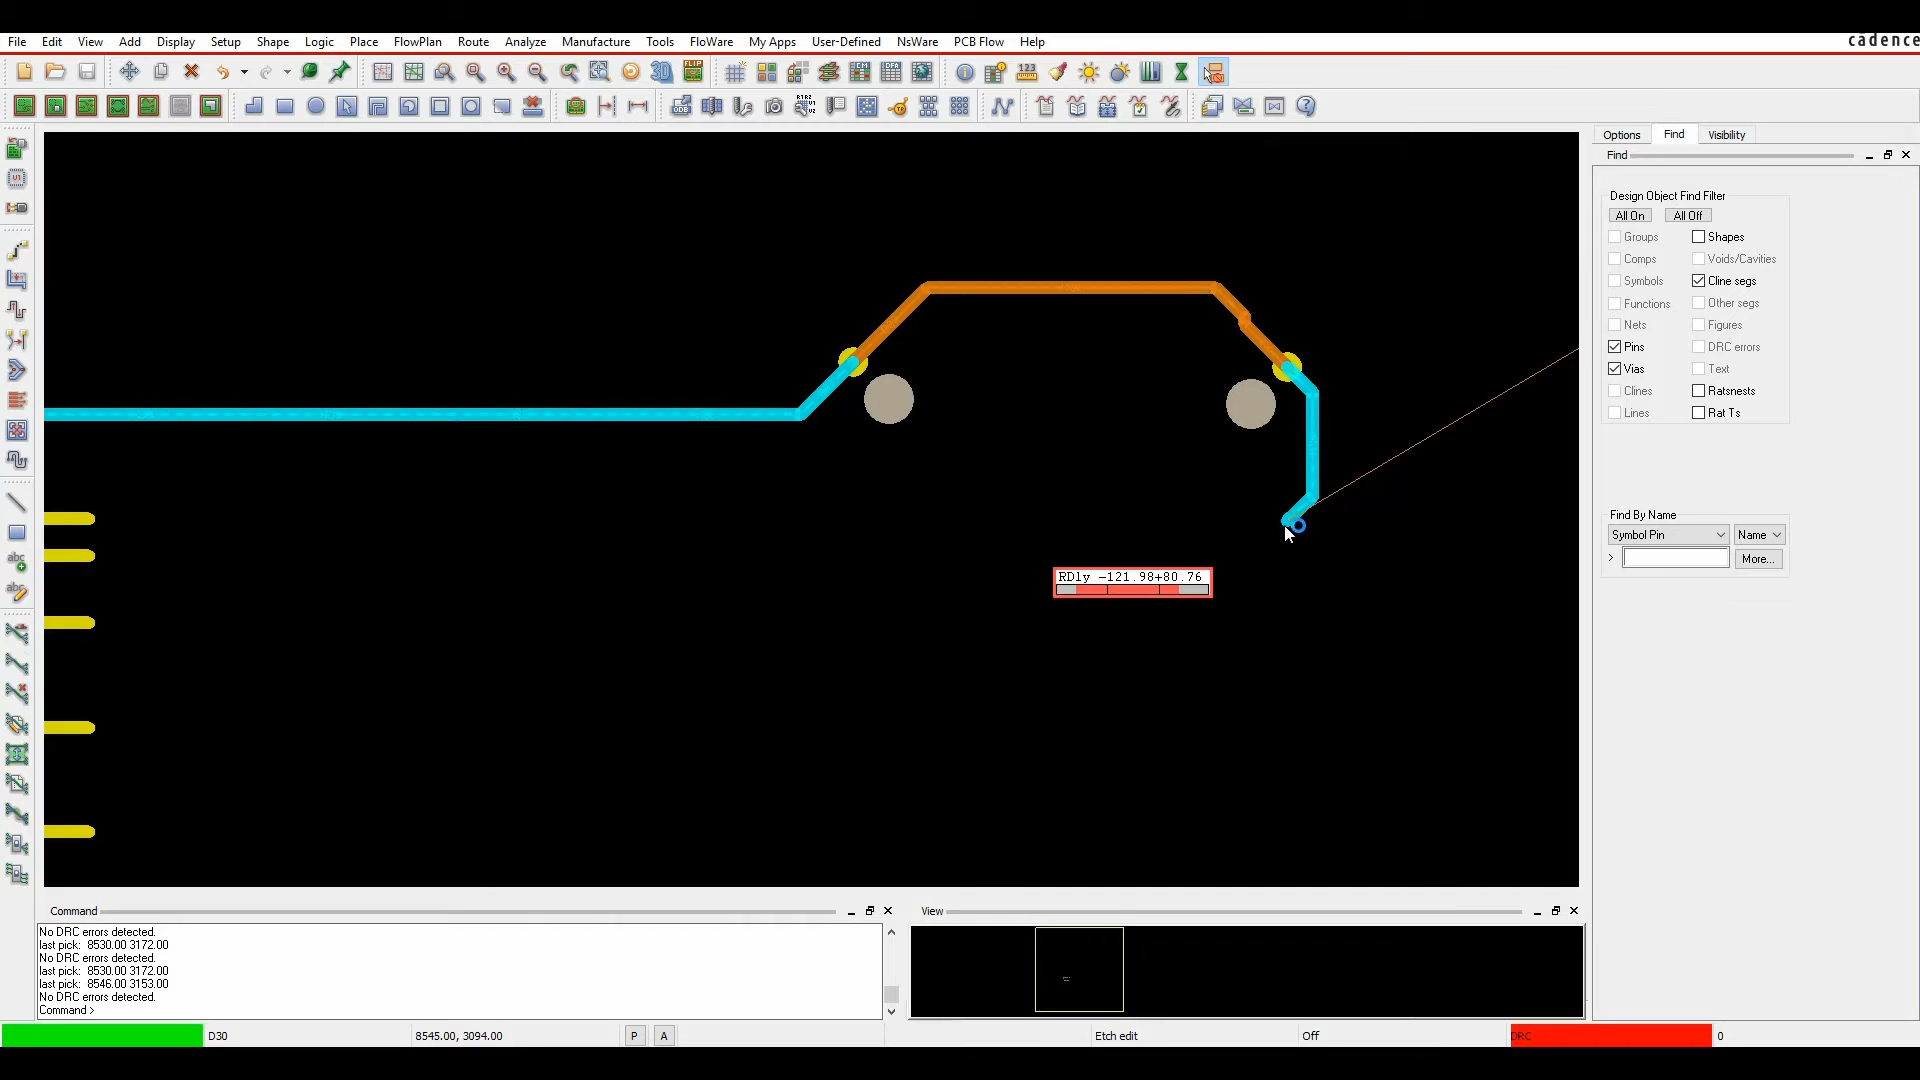 File Edit View Add Display Setup Shape Logic Place FlowPlan Route Analyze Manufacture Tools FloWare My Apps User-Defined NsWare PCB Flow Help
cadence
Options Find Visibility
Find
Design Object Find Filter
All On All Off
Groups Shapes
Comps Voids/Cavities
Symbols Cline segs
Functions Other segs
Nets Figures
Pins DRC errors
Vias Text
Clines Ratsnests
Lines Rat Ts
Find By Name
Symbol Pin Name
> More...
RDly -121.98+80.76
Command
No DRC errors detected.
last pick: 8530.00 3172.00
No DRC errors detected.
last pick: 8530.00 3172.00
last pick: 8546.00 3153.00
No DRC errors detected.
Command >
View
D30 8545.00, 3094.00 P A Etch edit Off DRC 0